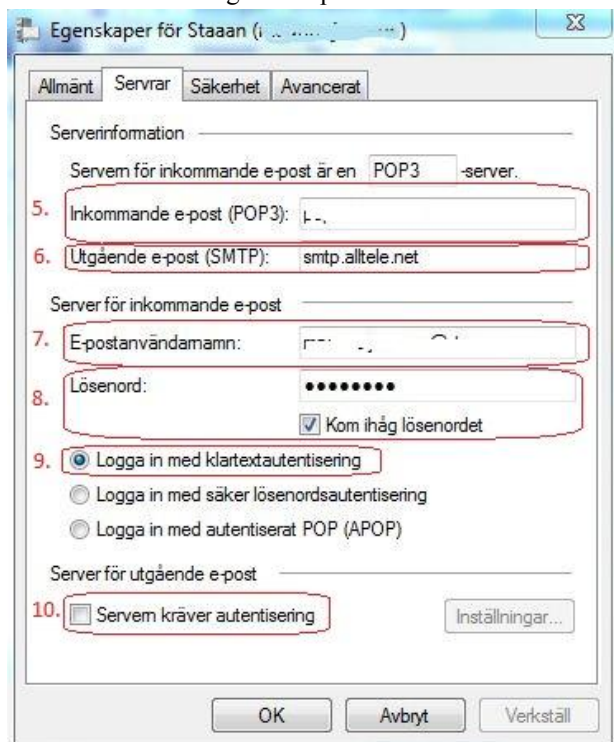 Egenskaper för Staaan (
Allmänt Servrar Säkerhet Avancerat
Serverinformation
Servern för inkommande e-post är en POP3 -server.
5. Inkommande e-post (POP3):
6. Utgående e-post (SMTP): smtp.alltele.net
Server för inkommande e-post
7. E-postanvändarnamn:
8. Lösenord: ••••••••
Kom ihåg lösenordet
9. Logga in med klartextautentisering
Logga in med säker lösenordsautentisering
Logga in med autentiserat POP (APOP)
Server för utgående e-post
10. Servern kräver autentisering Inställningar...
OK Avbryt Verkställ